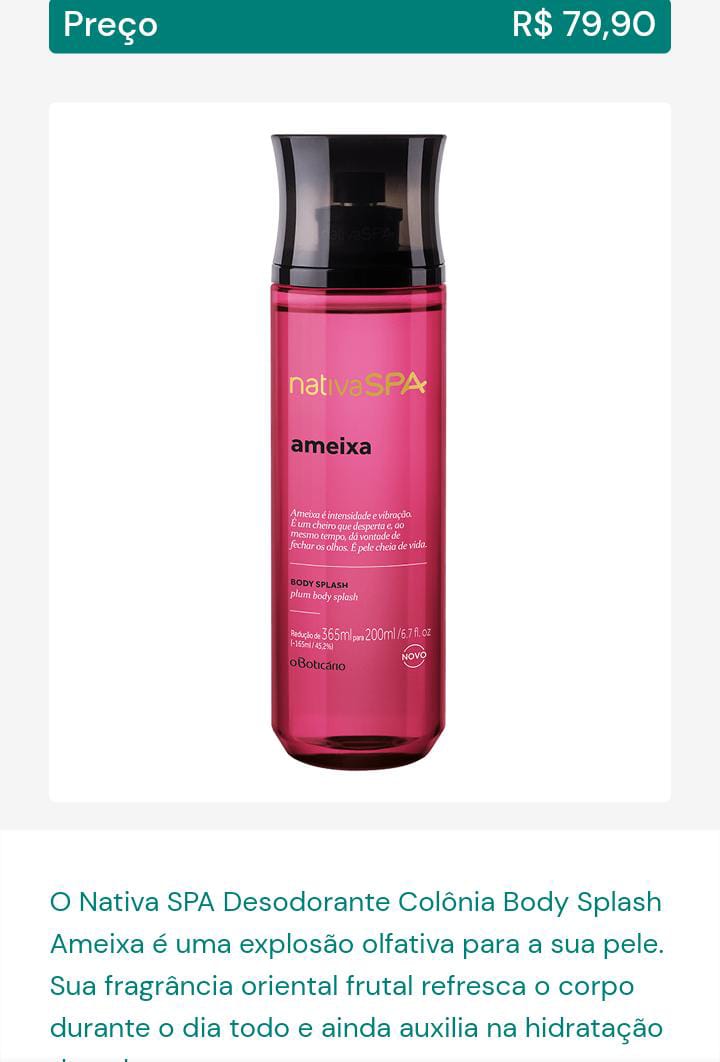 Preço R$ 79,90
nativaSPA
ameixa
Ameixa é intensidade e vibração.
É um cheiro que desperta e, ao
mesmo tempo, dá vontade de
fechar os olhos. É pele cheia de vida.
BODY SPLASH
plum body splash
Redução de 365ml para 200ml/6.7 fl. oz
(-165ml/45,2%)
NOVO
oBoticário
O Nativa SPA Desodorante Colônia Body Splash
Ameixa é uma explosão olfativa para a sua pele.
Sua fragrância oriental frutal refresca o corpo
durante o dia todo e ainda auxilia na hidratação